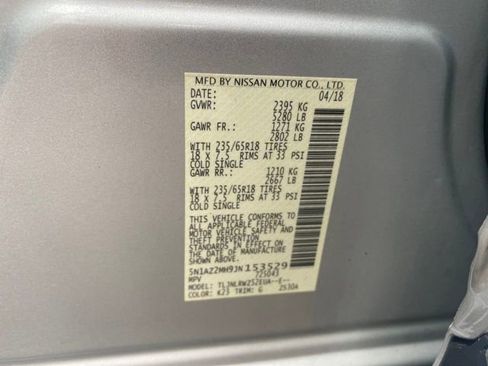 MFD BY NISSAN MOTOR CO., LTD.
DATE: 04/18
GVWR: 2395 KG
5280 LB
GAWR FR.: 1271 KG
2802 LB
WITH 235/65R18 TIRES
18 X 7.5 RIMS AT 33 PSI
COLD SINGLE
GAWR RR.: 1210 KG
2667 LB
WITH 235/65R18 TIRES
18 X 7.5 RIMS AT 33 PSI
COLD SINGLE
THIS VEHICLE CONFORMS TO
ALL APPLICABLE FEDERAL
MOTOR VEHICLE SAFETY AND
THEFT PREVENTION
STANDARDS IN EFFECT ON
THE DATE OF MANUFACTURE
SHOWN ABOVE.
5N1AZ2MH9JN153529
MPV 725043
MODEL: TLJNLRWZ52EUA--E--
COLOR: K23 TRIM: G 2530A